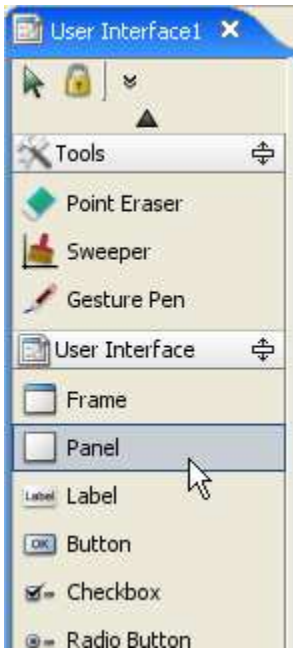 User Interface1
Tools
Point Eraser
Sweeper
Gesture Pen
User Interface
Frame
Panel
Label Label
OK Button
Checkbox
Radio Button